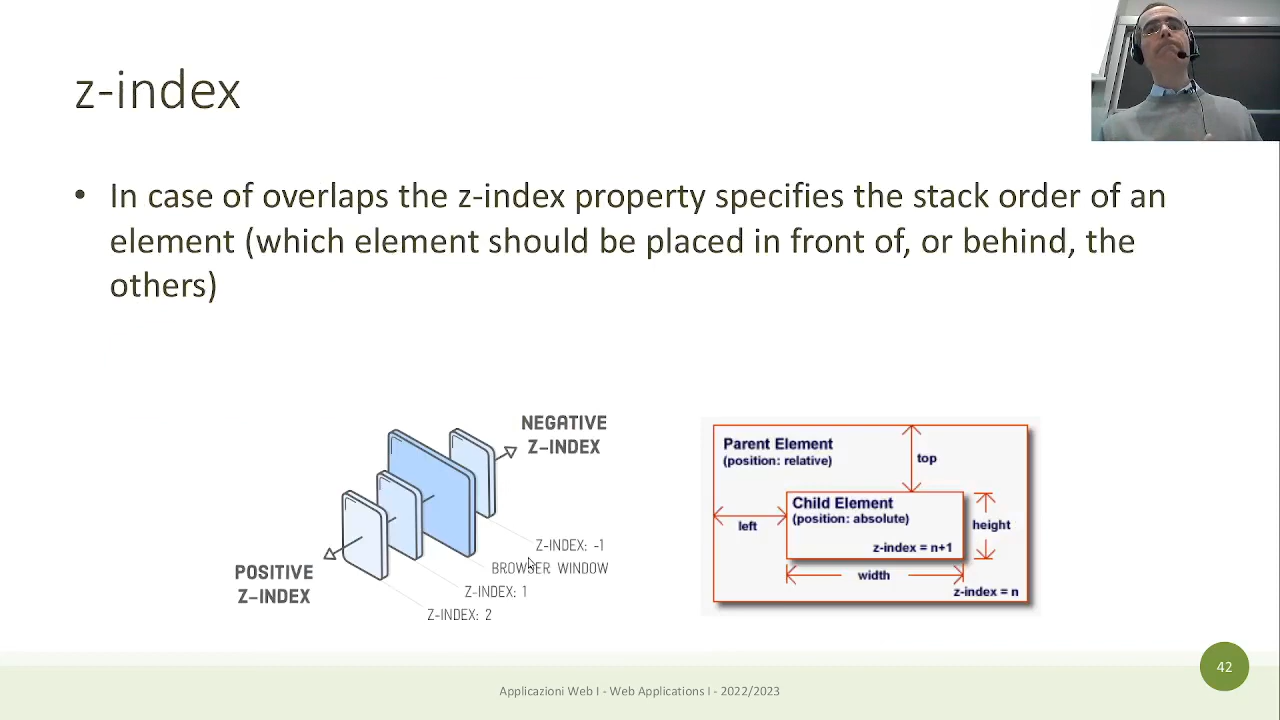 z-index
• In case of overlaps the z-index property specifies the stack order of an
element (which element should be placed in front of, or behind, the
others)
NEGATIVE
Z-INDEX
Z-INDEX: -1
BROWSER WINDOW
Z-INDEX: 1
Z-INDEX: 2
POSITIVE
Z-INDEX
Parent Element
(position: relative)
top
Child Element
(position: absolute)
left
height
z-index = n+1
width
z-index = n
42
Applicazioni Web I - Web Applications I - 2022/2023